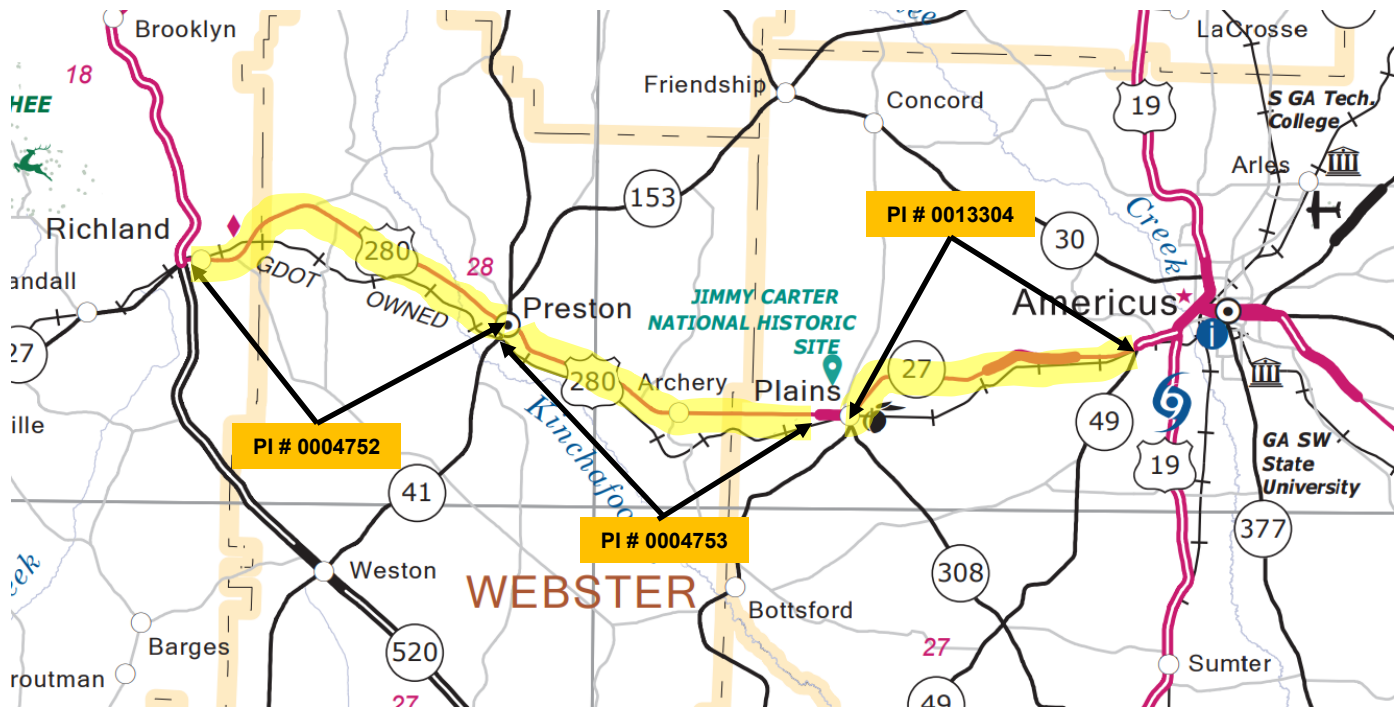 Brooklyn
LaCrosse
18
Friendship
19
S GA Tech.
College
HEE
Concord
Arles
153
PI # 0013304
Creek
Richland
30
280
GDOT
OWNED
28
andall
Preston
JIMMY CARTER
NATIONAL HISTORIC
SITE
Americus
i
27
280
Archery
Plains
27
49
ille
PI # 0004752
Kinchafoo
GA SW
State
University
19
41
377
PI # 0004753
eek
Weston
WEBSTER
308
Bottsford
Barges
520
27
Sumter
routman
27
49